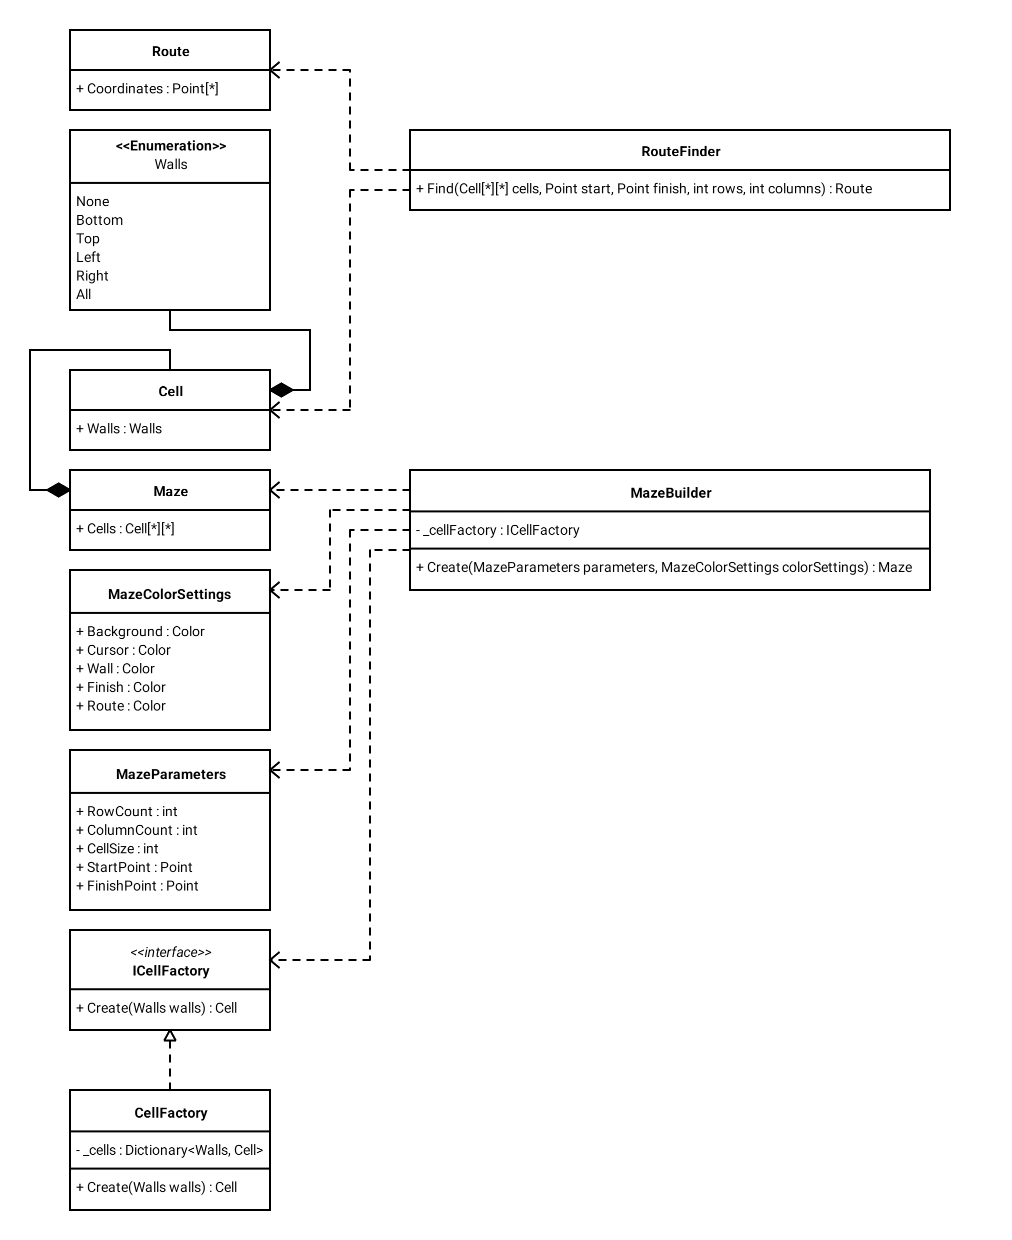 Route
+ Coordinates : Point[*]
<<Enumeration>>
Walls
None
Bottom
Top
Left
Right
All
RouteFinder
+ Find(Cell[*][*] cells, Point start, Point finish, int rows, int columns) : Route
Cell
+ Walls : Walls
Maze
+ Cells : Cell[*][*]
MazeBuilder
- _cellFactory : ICellFactory
+ Create(MazeParameters parameters, MazeColorSettings colorSettings) : Maze
MazeColorSettings
+ Background : Color
+ Cursor : Color
+ Wall : Color
+ Finish : Color
+ Route : Color
MazeParameters
+ RowCount : int
+ ColumnCount : int
+ CellSize : int
+ StartPoint : Point
+ FinishPoint : Point
<<interface>>
ICellFactory
+ Create(Walls walls) : Cell
CellFactory
- _cells : Dictionary<Walls, Cell>
+ Create(Walls walls) : Cell